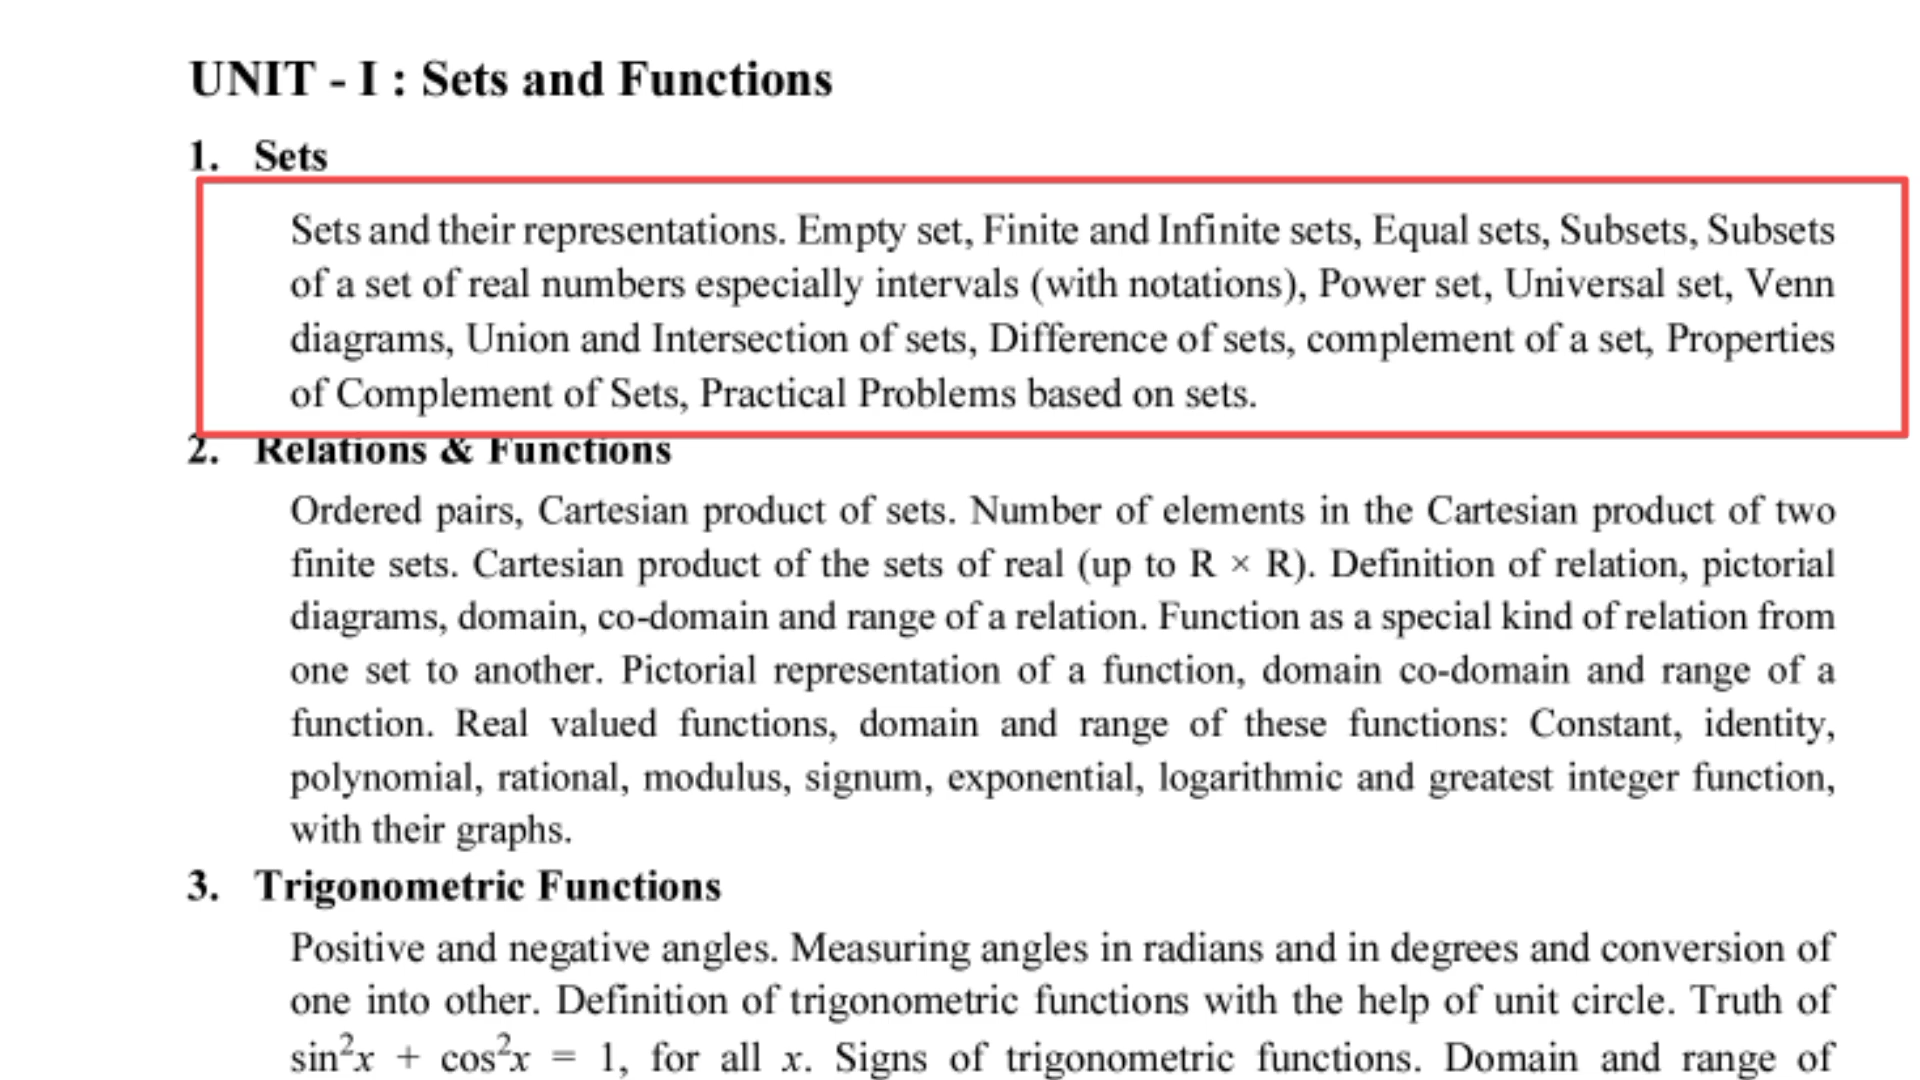 UNIT - I : Sets and Functions
1. Sets
Sets and their representations. Empty set, Finite and Infinite sets, Equal sets, Subsets, Subsets
of a set of real numbers especially intervals (with notations), Power set, Universal set, Venn
diagrams, Union and Intersection of sets, Difference of sets, complement of a set, Properties
of Complement of Sets, Practical Problems based on sets.
2. Relations & Functions
Ordered pairs, Cartesian product of sets. Number of elements in the Cartesian product of two
finite sets. Cartesian product of the sets of real (up to R × R). Definition of relation, pictorial
diagrams, domain, co-domain and range of a relation. Function as a special kind of relation from
one set to another. Pictorial representation of a function, domain co-domain and range of a
function. Real valued functions, domain and range of these functions: Constant, identity,
polynomial, rational, modulus, signum, exponential, logarithmic and greatest integer function,
with their graphs.
3. Trigonometric Functions
Positive and negative angles. Measuring angles in radians and in degrees and conversion of
one into other. Definition of trigonometric functions with the help of unit circle. Truth of
sin²x + cos²x = 1, for all x. Signs of trigonometric functions. Domain and range of